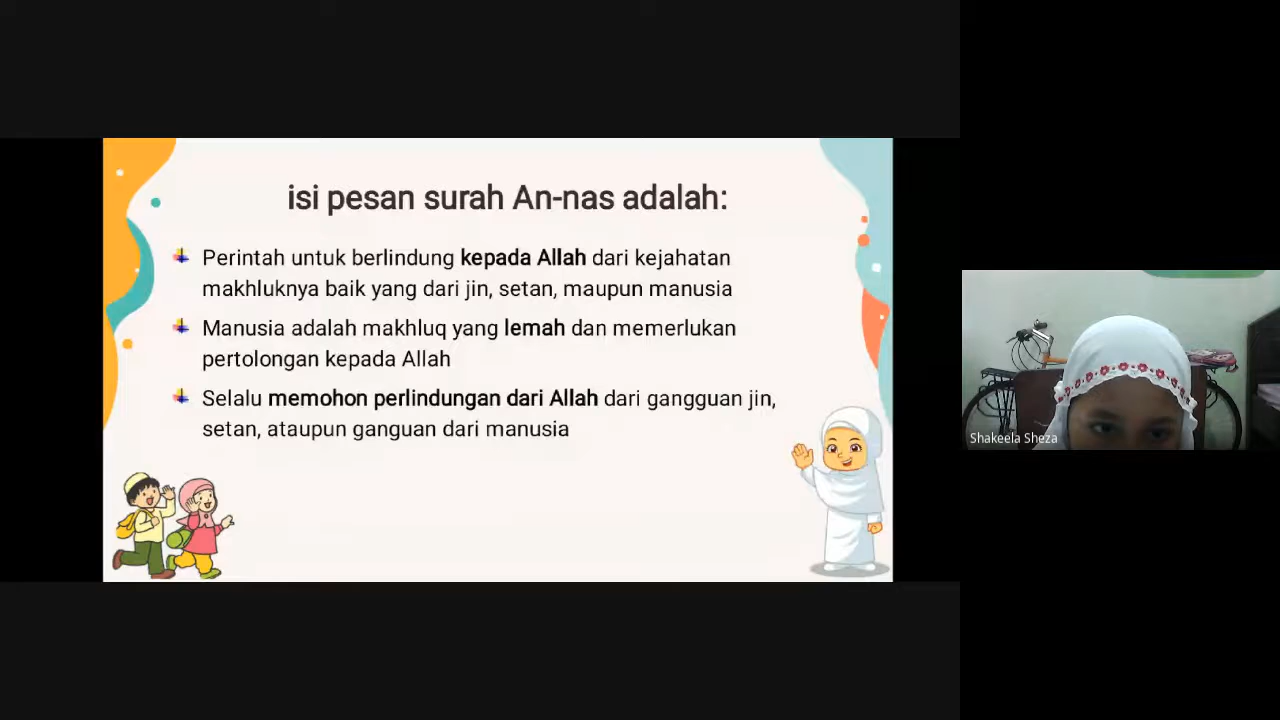 isi pesan surah An-nas adalah:
Perintah untuk berlindung kepada Allah dari kejahatan
makhluknya baik yang dari jin, setan, maupun manusia
Manusia adalah makhluq yang lemah dan memerlukan
pertolongan kepada Allah
Selalu memohon perlindungan dari Allah dari gangguan jin,
setan, ataupun ganguan dari manusia
Shakeela Sheza